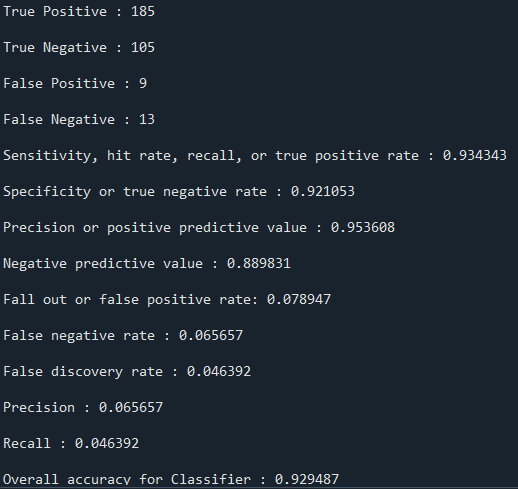 True Positive : 185
True Negative : 105
False Positive : 9
False Negative : 13
Sensitivity, hit rate, recall, or true positive rate : 0.934343
Specificity or true negative rate : 0.921053
Precision or positive predictive value : 0.953608
Negative predictive value : 0.889831
Fall out or false positive rate: 0.078947
False negative rate : 0.065657
False discovery rate : 0.046392
Precision : 0.065657
Recall : 0.046392
Overall accuracy for Classifier : 0.929487